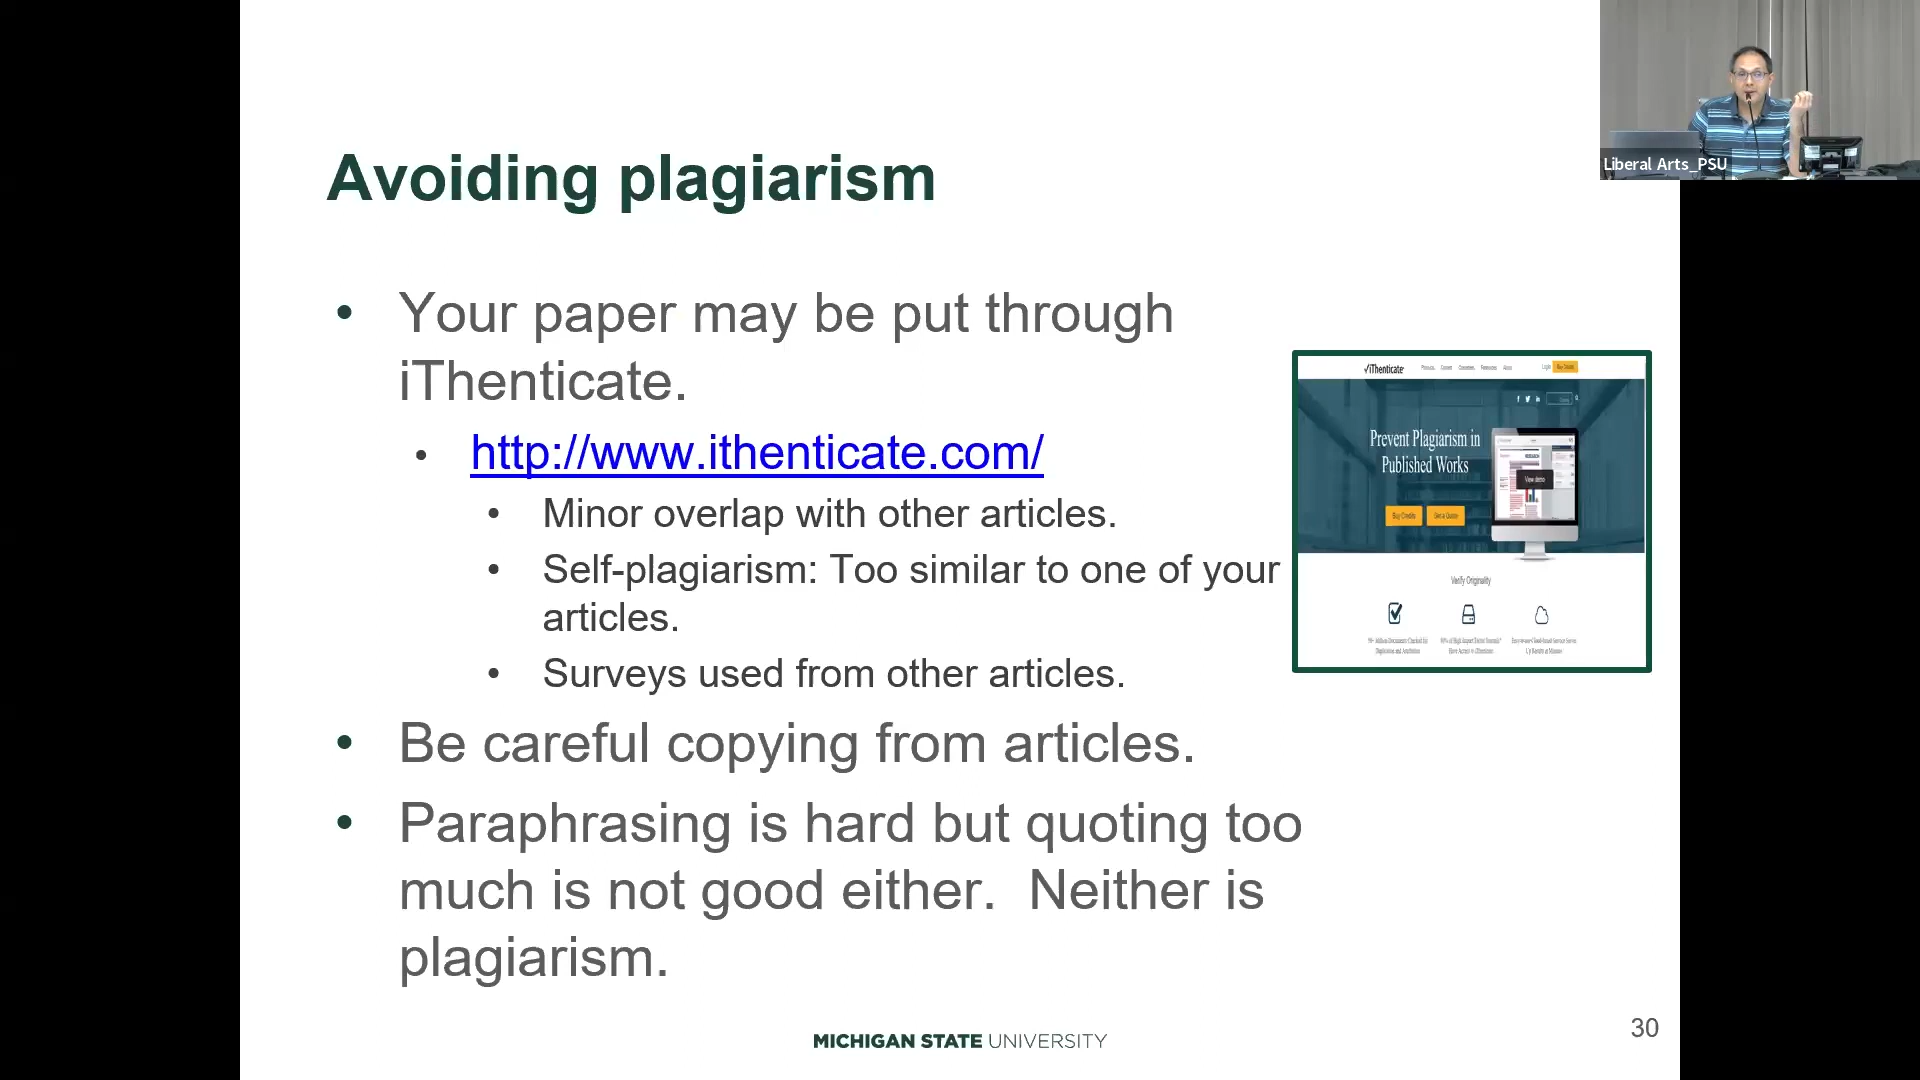 Liberal Arts_PSU
Avoiding plagiarism
• Your paper may be put through
iThenticate.
• http://www.ithenticate.com/
• Minor overlap with other articles.
• Self-plagiarism: Too similar to one of your
articles.
• Surveys used from other articles.
• Be careful copying from articles.
• Paraphrasing is hard but quoting too
much is not good either.  Neither is
plagiarism.
iThenticate
Login Buy Credits
Prevent Plagiarism in
Published Works
View demo
Buy Credits Get a Quote
Verify Originality
MICHIGAN STATE UNIVERSITY
30